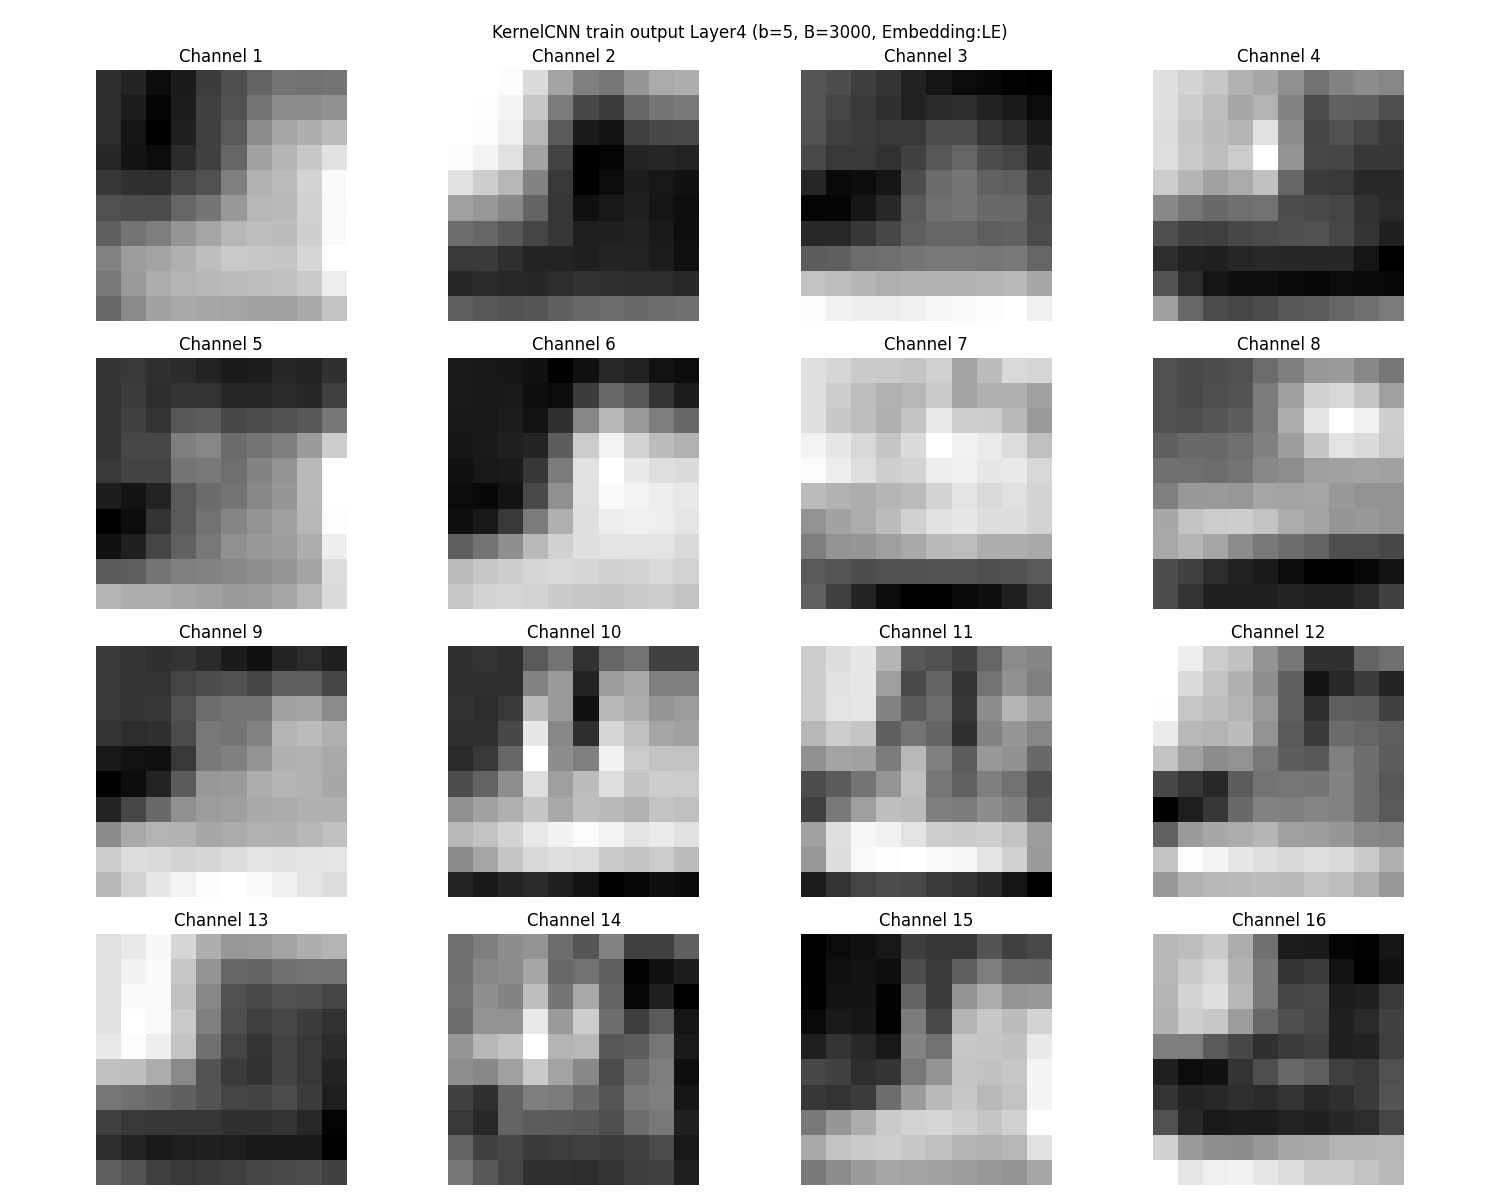 KernelCNN train output Layer4 (b=5, B=3000, Embedding:LE)
Channel 1
Channel 2
Channel 3
Channel 4
Channel 5
Channel 6
Channel 7
Channel 8
Channel 9
Channel 10
Channel 11
Channel 12
Channel 13
Channel 14
Channel 15
Channel 16